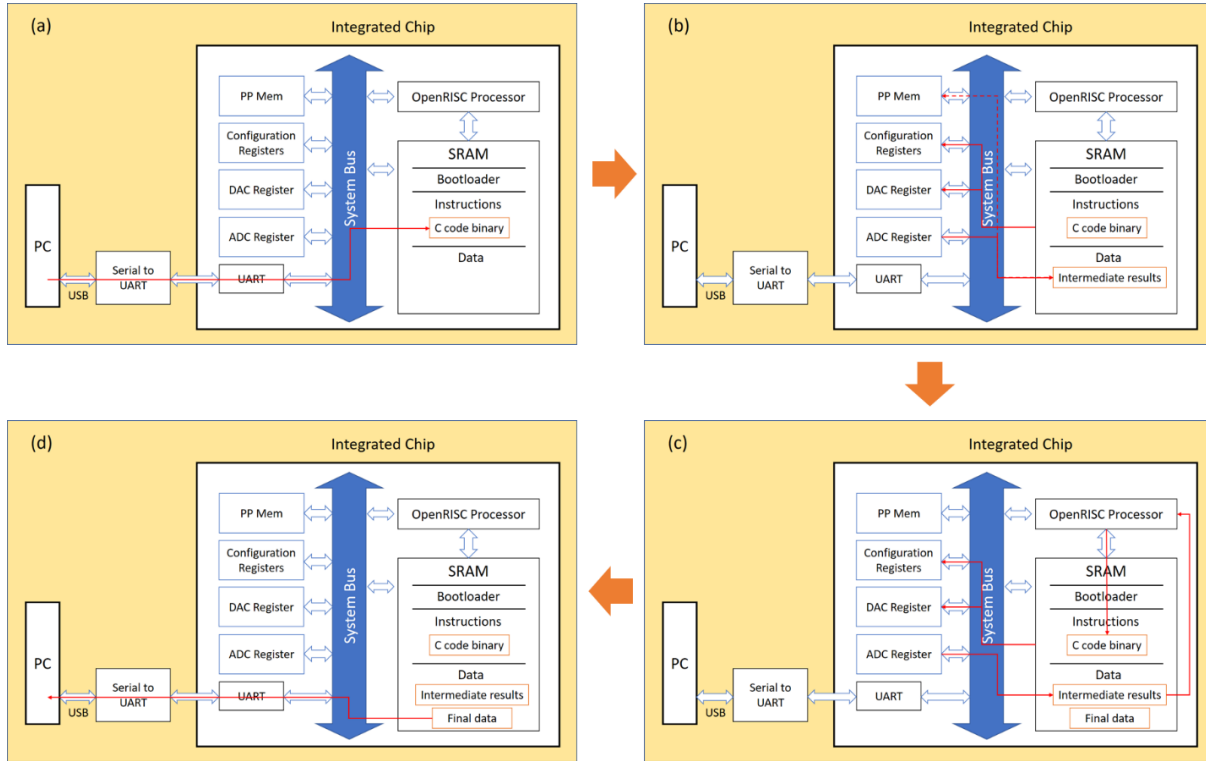 (a)
Integrated Chip
PP Mem
OpenRISC Processor
Configuration
Registers
SRAM
Bootloader
DAC Register
Instructions
System Bus
C code binary
ADC Register
PC
Data
Serial to
UART
UART
USB
(b)
Integrated Chip
PP Mem
OpenRISC Processor
Configuration
Registers
SRAM
Bootloader
DAC Register
Instructions
System Bus
C code binary
ADC Register
PC
Data
Serial to
UART
UART
Intermediate results
USB
(d)
Integrated Chip
PP Mem
OpenRISC Processor
Configuration
Registers
SRAM
Bootloader
DAC Register
Instructions
System Bus
C code binary
ADC Register
PC
Data
Serial to
UART
UART
Intermediate results
Final data
USB
(c)
Integrated Chip
PP Mem
OpenRISC Processor
Configuration
Registers
SRAM
Bootloader
DAC Register
Instructions
System Bus
C code binary
ADC Register
PC
Data
Serial to
UART
UART
Intermediate results
Final data
USB